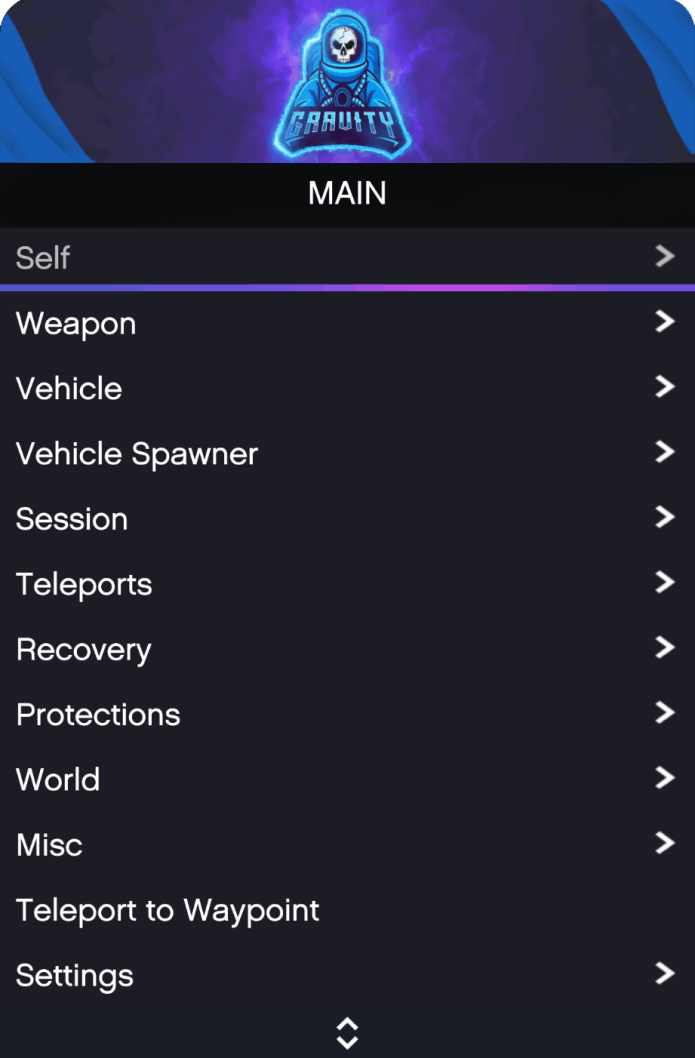 GRAVITY
MAIN
Self
Weapon
Vehicle
Vehicle Spawner
Session
Teleports
Recovery
Protections
World
Misc
Teleport to Waypoint
Settings